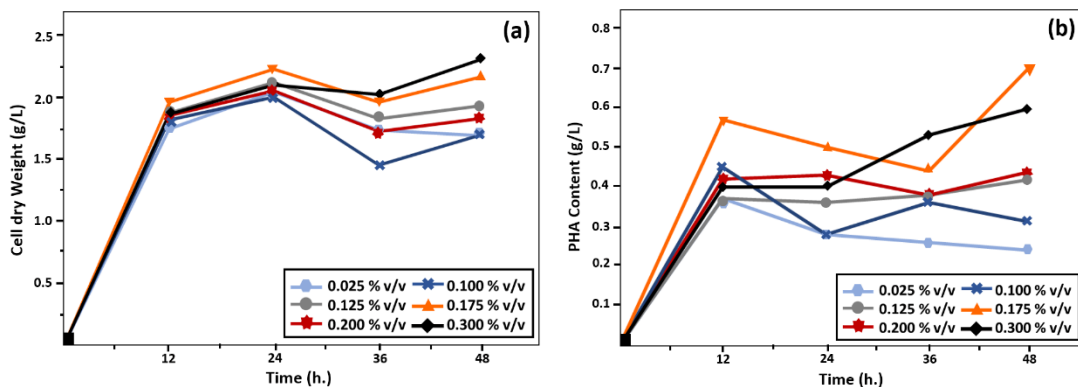 (a)
Cell dry Weight (g/L)
2.5
2.0
1.5
1.0
0.5
12
24
36
48
Time (h.)
0.025 % v/v
0.100 % v/v
0.125 % v/v
0.175 % v/v
0.200 % v/v
0.300 % v/v
(b)
PHA Content (g/L)
0.8
0.7
0.6
0.5
0.4
0.3
0.2
0.1
12
24
36
48
Time (h.)
0.025 % v/v
0.100 % v/v
0.125 % v/v
0.175 % v/v
0.200 % v/v
0.300 % v/v